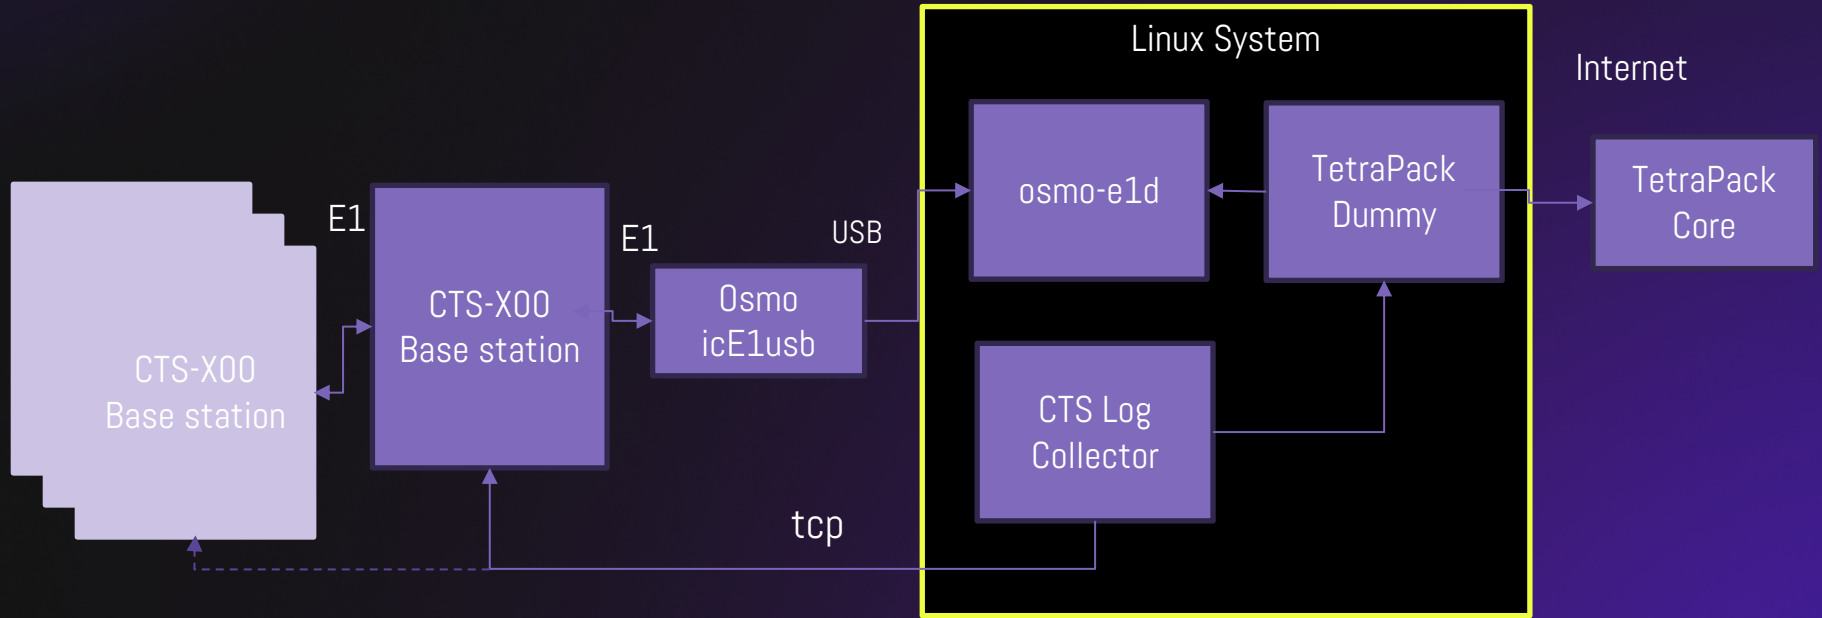 Linux System
Internet
osmo-e1d
TetraPack
Dummy
TetraPack
Core
E1
E1
USB
CTS-X00
Base station
Osmo
icE1usb
CTS-X00
Base station
CTS Log
Collector
tcp